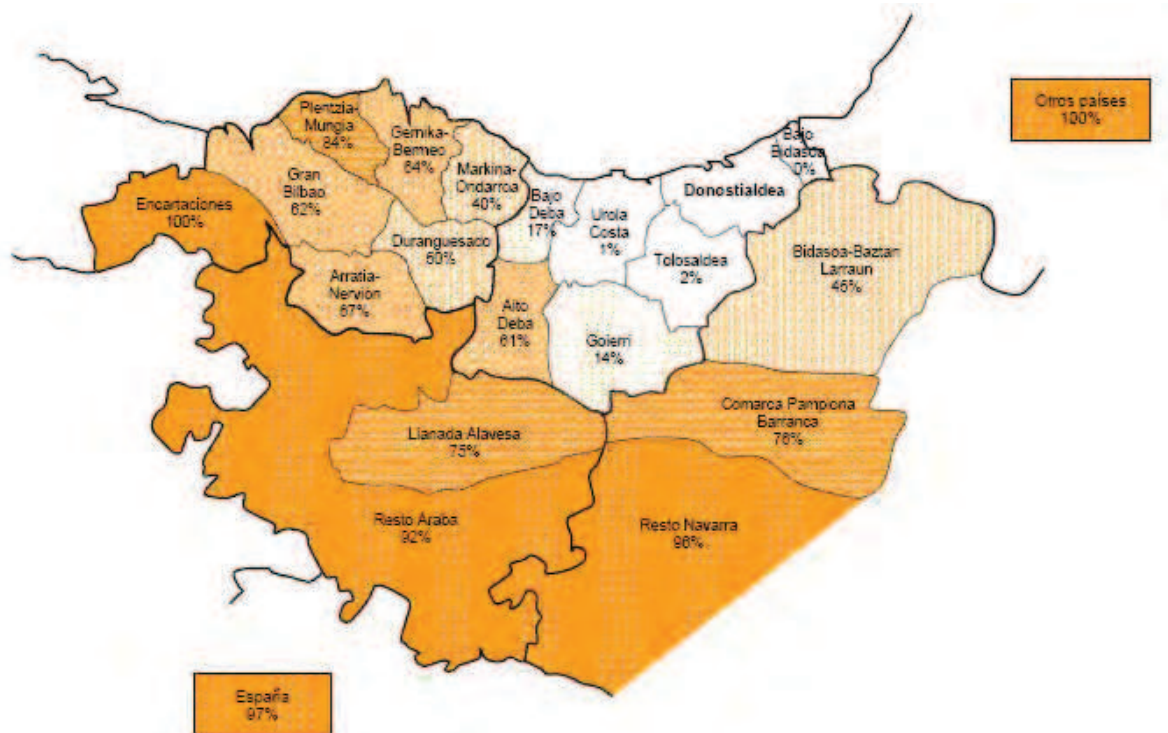 Otros países
100%
Plentzia-
Mungia
84%
Gernika-
Bermeo
64%
Markina-
Ondarroa
40%
Bajo
Bidasoa
0%
Donostialdea
Gran
Bilbao
62%
Bajo
Deba
17%
Urola
Costa
1%
Encartaciones
100%
Duranguesado
50%
Tolosaldea
2%
Bidasoa-Baztan
Larraun
46%
Arratia-
Nervion
67%
Alto
Deba
61%
Goierri
14%
Comarca Pamplona
Barranca
76%
Llanada Alavesa
75%
Resto Araba
92%
Resto Navarra
96%
España
97%